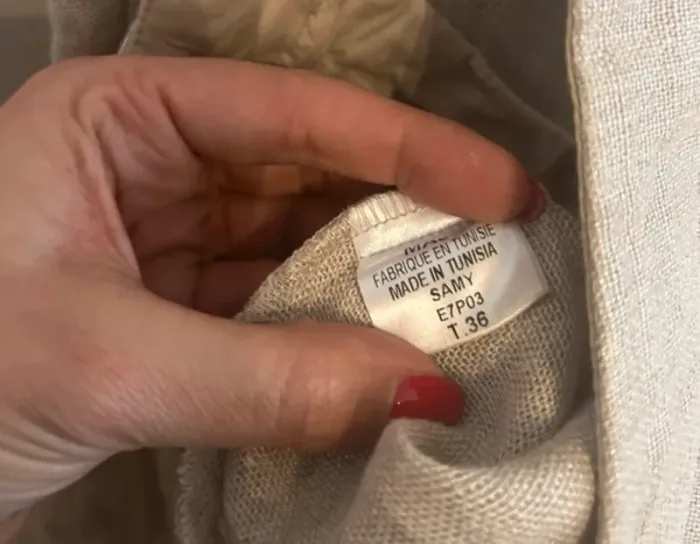 FABRIQUE EN TUNISIE
MADE IN TUNISIA
SAMY
E7P03
T.36